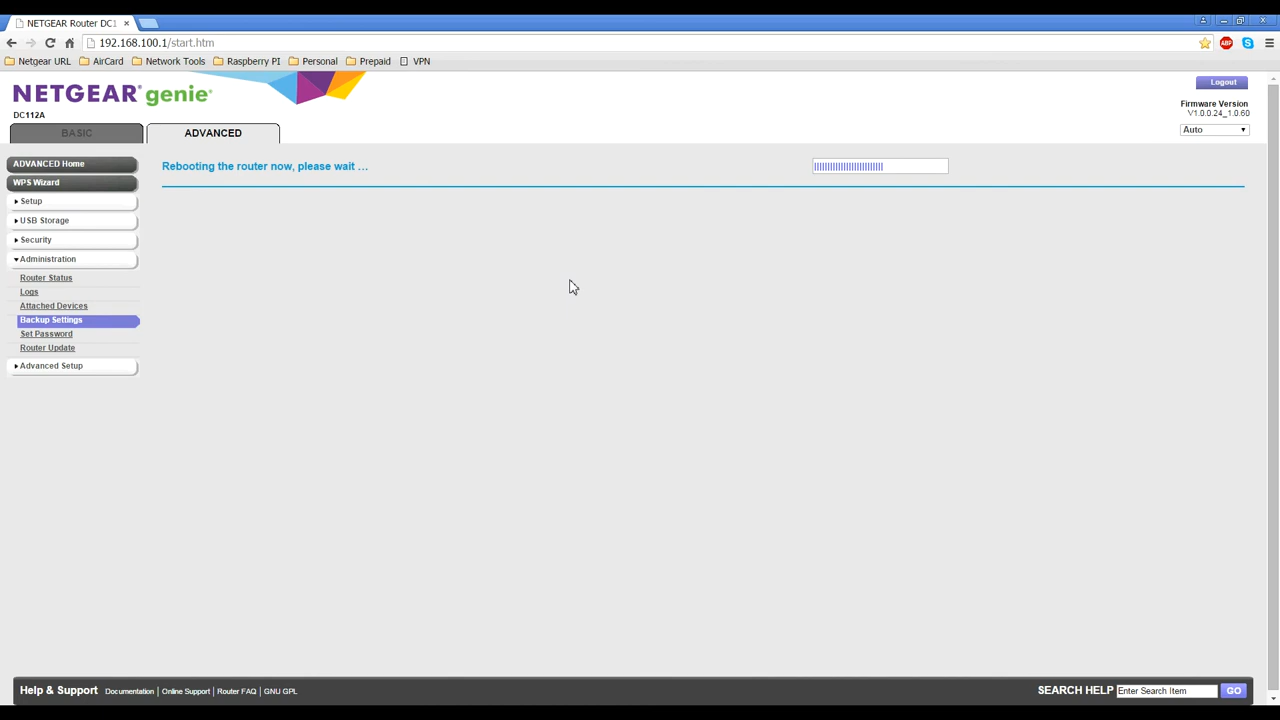 NETGEAR Router DC1
192.168.100.1/start.htm
Netgear URL AirCard Network Tools Raspberry PI Personal Prepaid VPN
NETGEAR® genie®
DC112A
Logout
Firmware Version
V1.0.0.24_1.0.60
Auto
BASIC ADVANCED
ADVANCED Home
WPS Wizard
Setup
USB Storage
Security
Administration
Router Status
Logs
Attached Devices
Backup Settings
Set Password
Router Update
Advanced Setup
Rebooting the router now, please wait …
Help & Support Documentation | Online Support | Router FAQ | GNU GPL
SEARCH HELP Enter Search Item GO